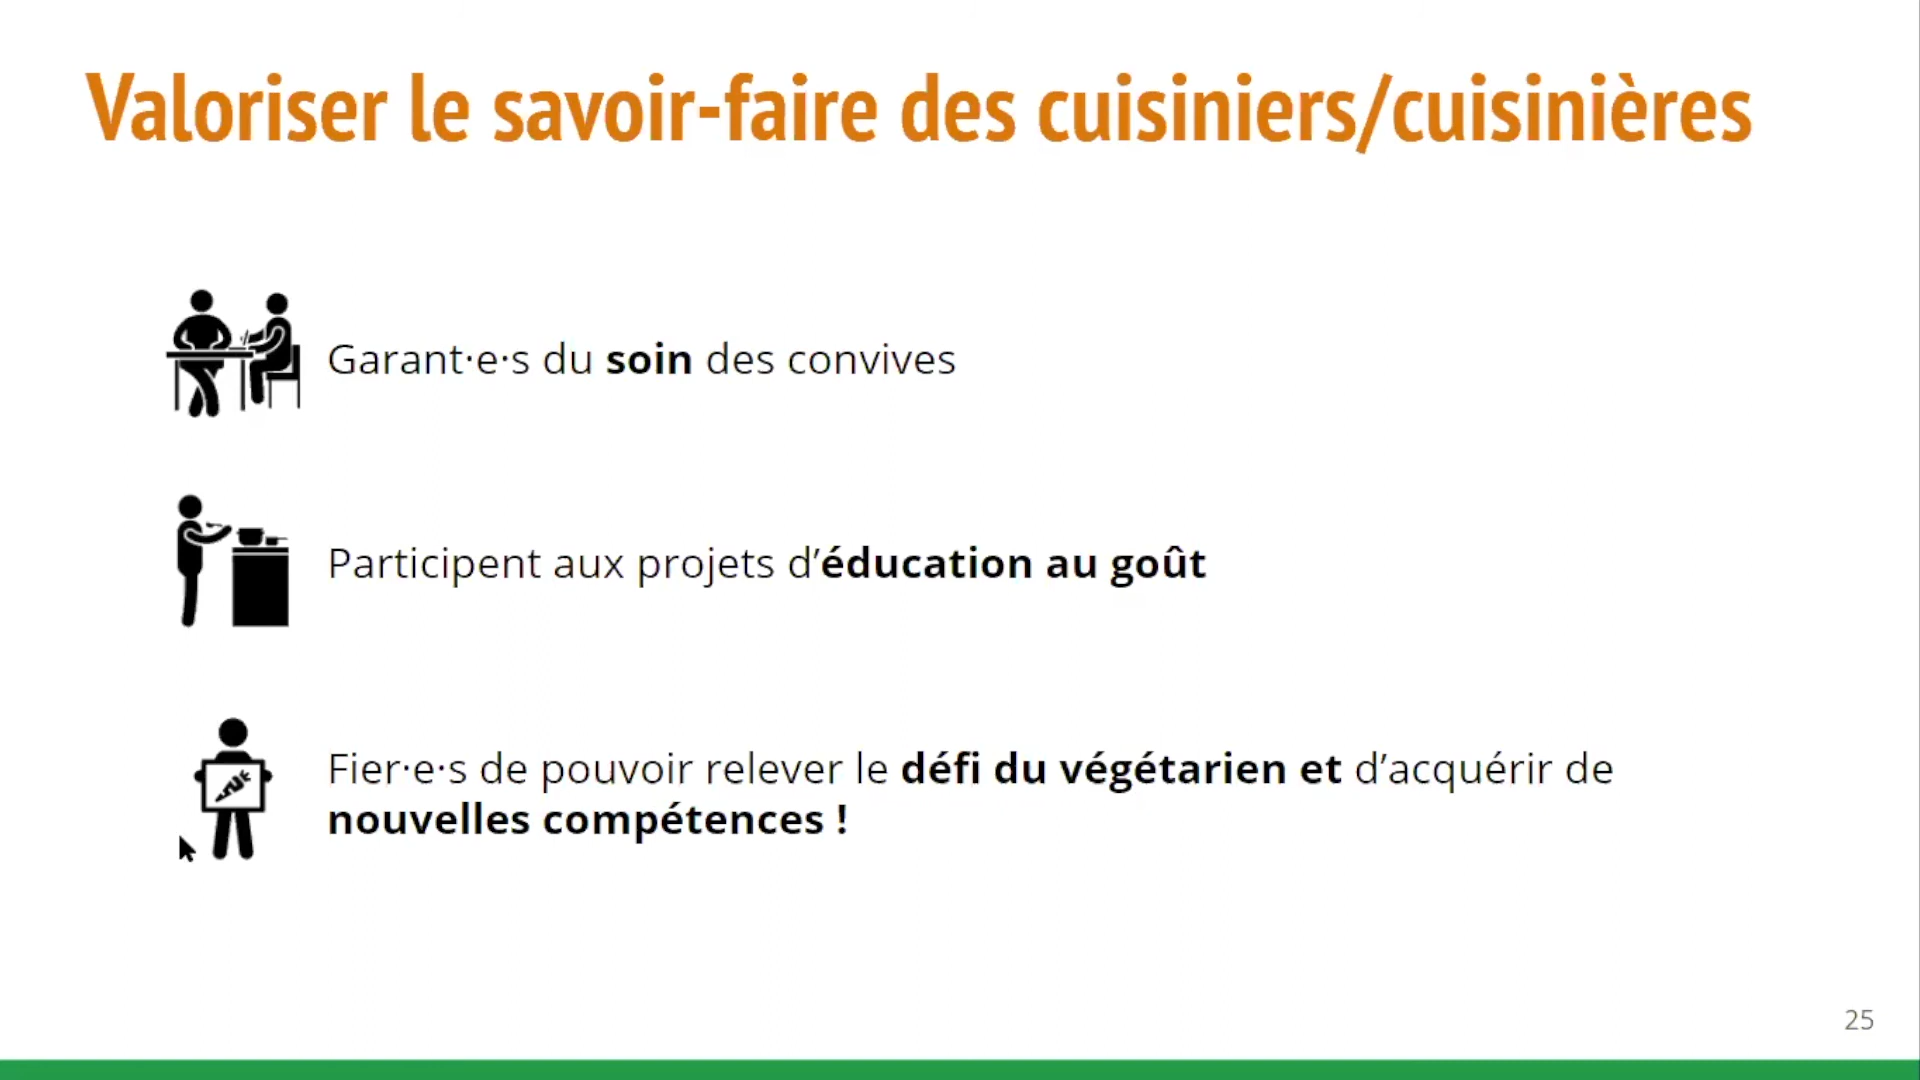 Valoriser le savoir-faire des cuisiniers/cuisinières
Garant·e·s du soin des convives
Participent aux projets d’éducation au goût
Fier·e·s de pouvoir relever le défi du végétarien et d’acquérir de
nouvelles compétences !
25